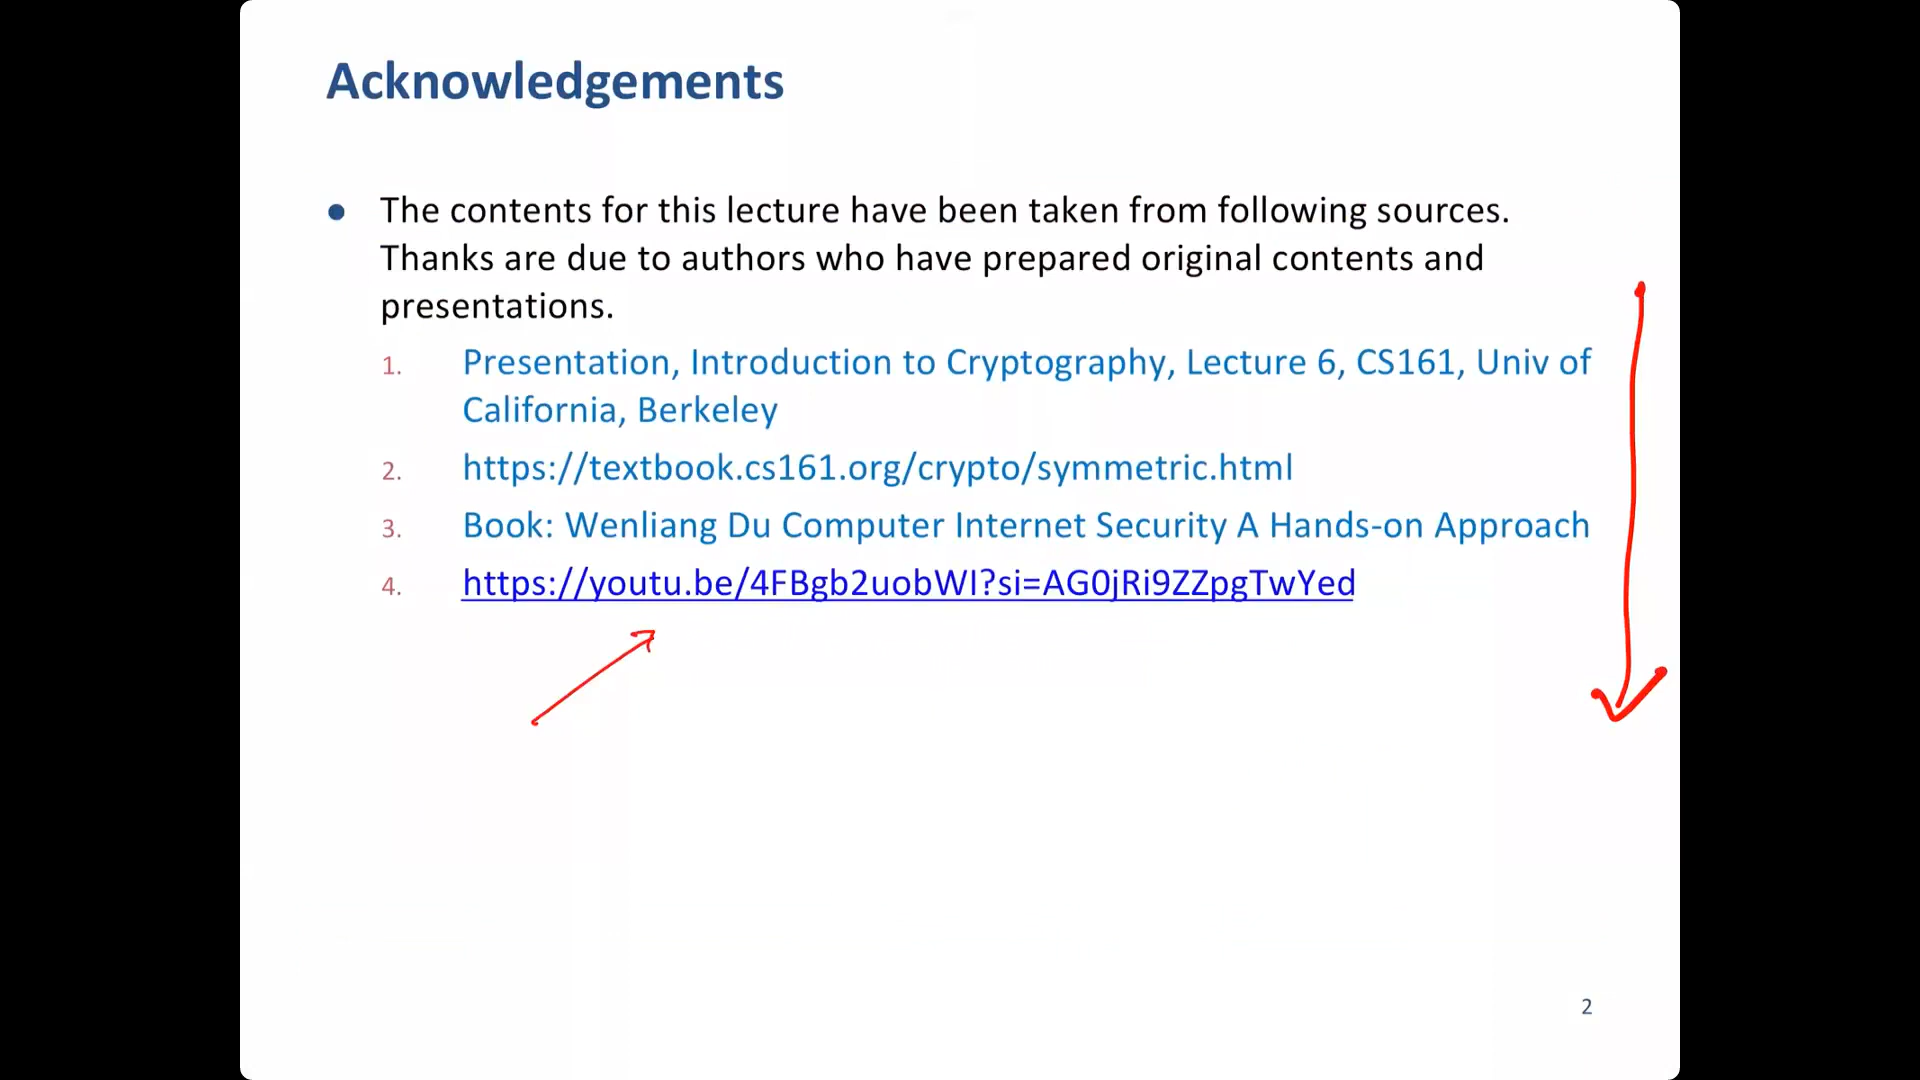 Acknowledgements
● The contents for this lecture have been taken from following sources.
Thanks are due to authors who have prepared original contents and
presentations.
1. Presentation, Introduction to Cryptography, Lecture 6, CS161, Univ of
California, Berkeley
2. https://textbook.cs161.org/crypto/symmetric.html
3. Book: Wenliang Du Computer Internet Security A Hands-on Approach
4. https://youtu.be/4FBgb2uobWI?si=AG0jRi9ZZpgTwYed
2